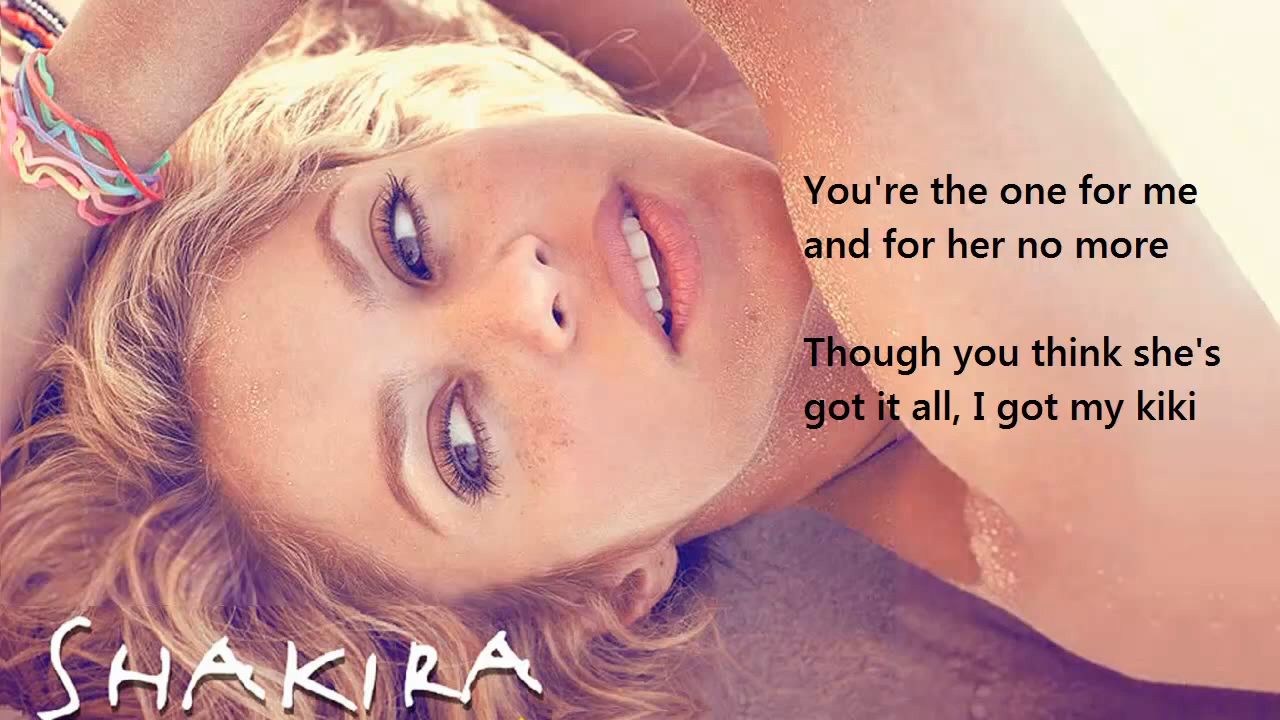 You're the one for me
and for her no more
Though you think she's
got it all, I got my kiki
SHAKIRA